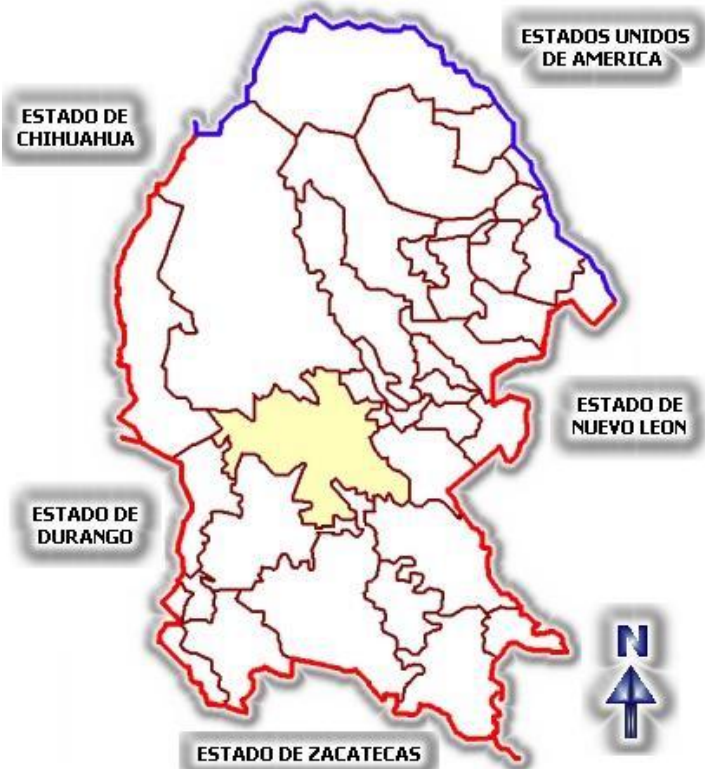 ESTADOS UNIDOS
DE AMERICA
ESTADO DE
CHIHUAHUA
ESTADO DE
NUEVO LEON
ESTADO DE
DURANGO
N
ESTADO DE ZACATECAS